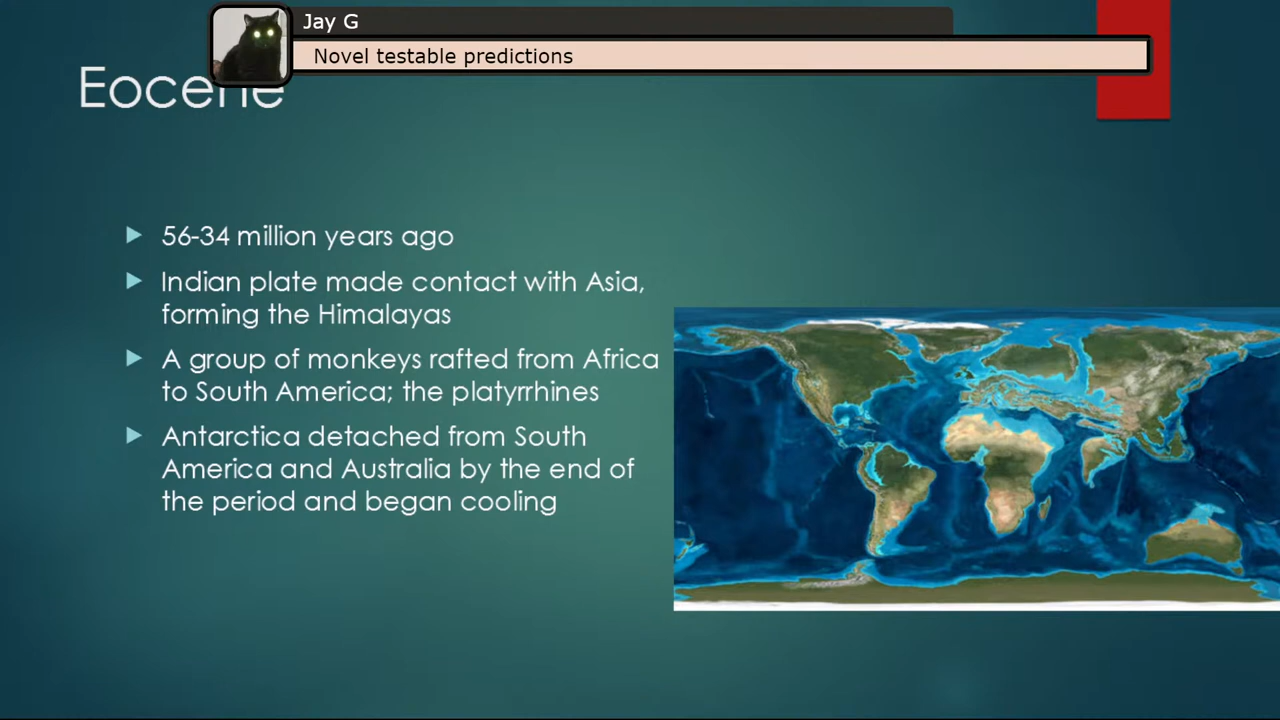 Jay G
Novel testable predictions
Eocene
56-34 million years ago
Indian plate made contact with Asia,
forming the Himalayas
A group of monkeys rafted from Africa
to South America; the platyrrhines
Antarctica detached from South
America and Australia by the end of
the period and began cooling